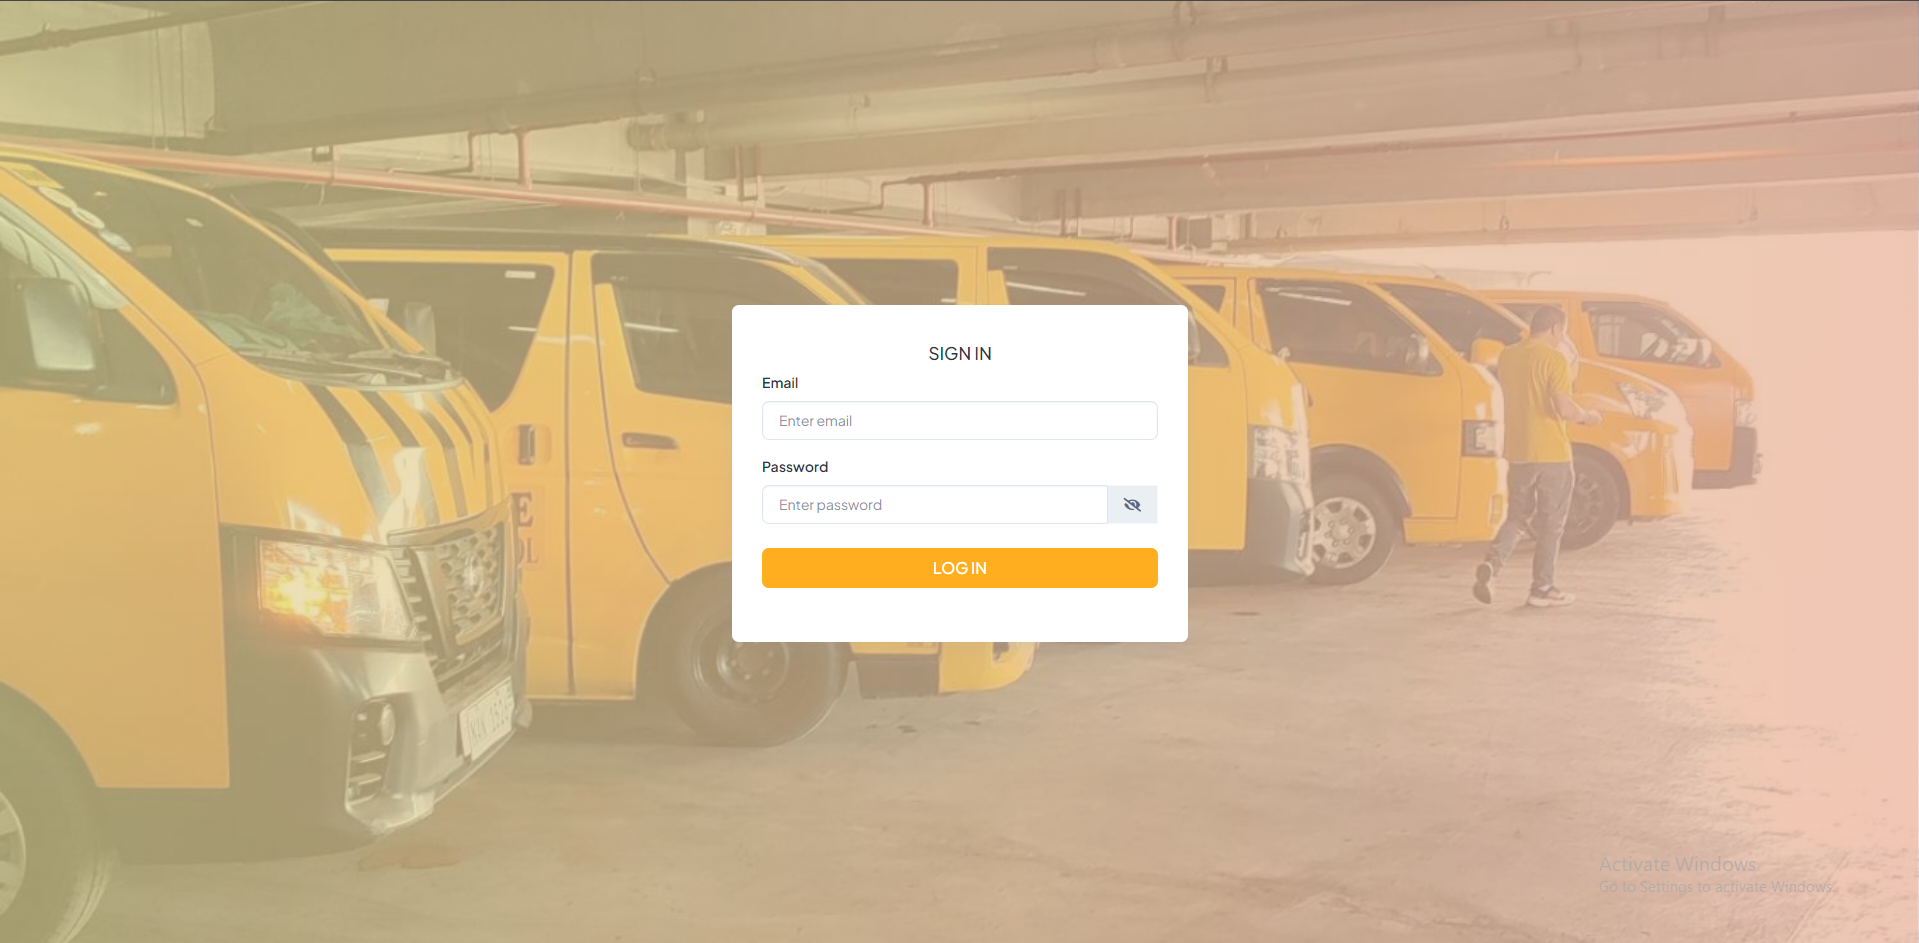 SIGN IN
Email
Enter email
Password
Enter password
LOG IN
Activate Windows
Go to Settings to activate Windows.